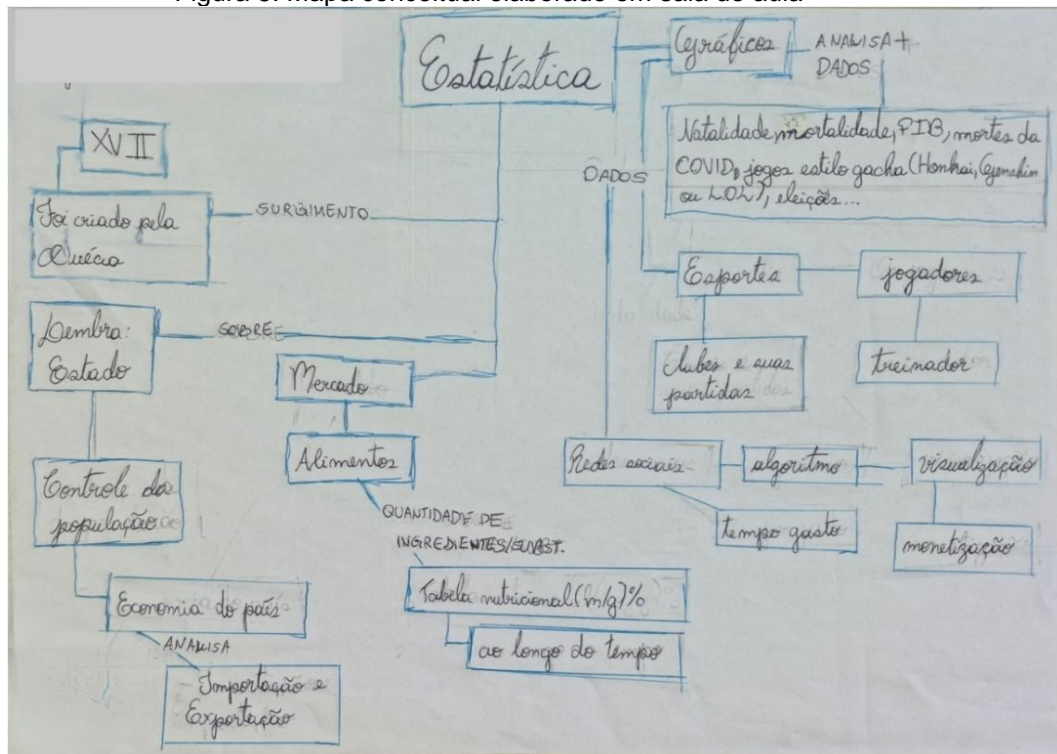 Figura 3: Mapa conceitual elaborado em sala de aula
Estatística
Gráficos
ANALISA +
DADOS
Natalidade, mortalidade, PIB, mortes da
COVID, jogos estilo gacha (Honkai, Genshin
ou LOL), eleições...
XVII
Foi criado pela
Suécia
SURGIMENTO
DADOS
Esportes
jogadores
clubes e suas
partidas
treinador
Lembra:
Estado
SOBRE
Mercado
Alimentos
QUANTIDADE DE
INGREDIENTES/SUBST.
Tabela nutricional (m/g) %
ao longo do tempo
Redes sociais
algoritmo
visualização
tempo gasto
monetização
Controle da
população
Economia do país
ANALISA
Importação e
Exportação